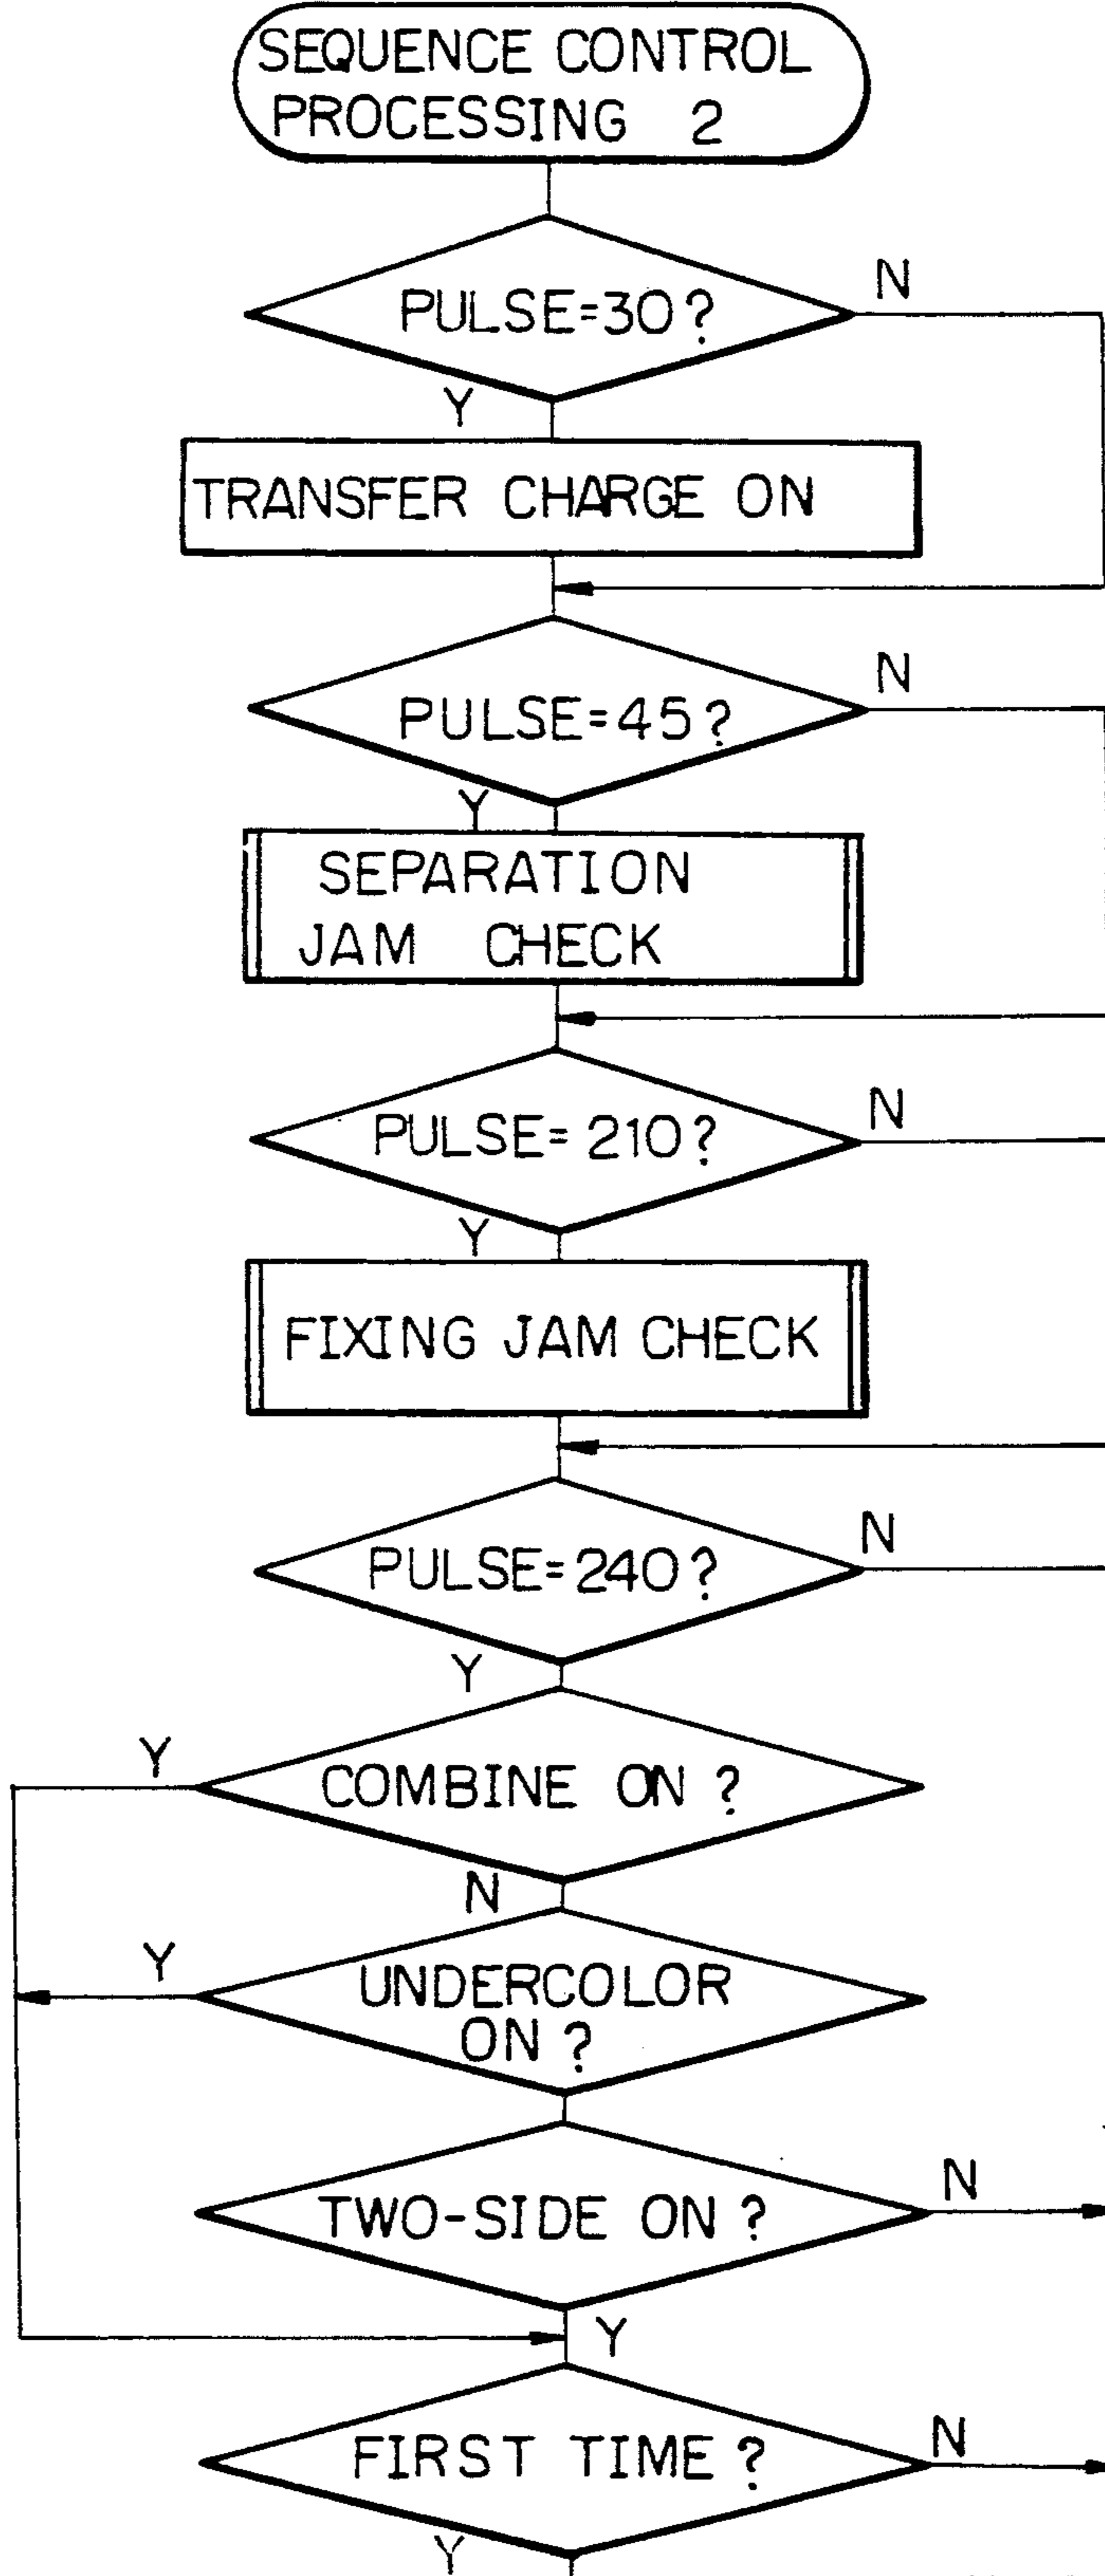 SEQUENCE CONTROL
PROCESSING 2
PULSE=30?
N
Y
TRANSFER CHARGE ON
PULSE=45?
N
Y
SEPARATION
JAM CHECK
PULSE=210?
N
Y
FIXING JAM CHECK
PULSE=240?
N
Y
COMBINE ON ?
Y
N
UNDERCOLOR
ON ?
Y
TWO-SIDE ON ?
N
Y
FIRST TIME ?
N
Y